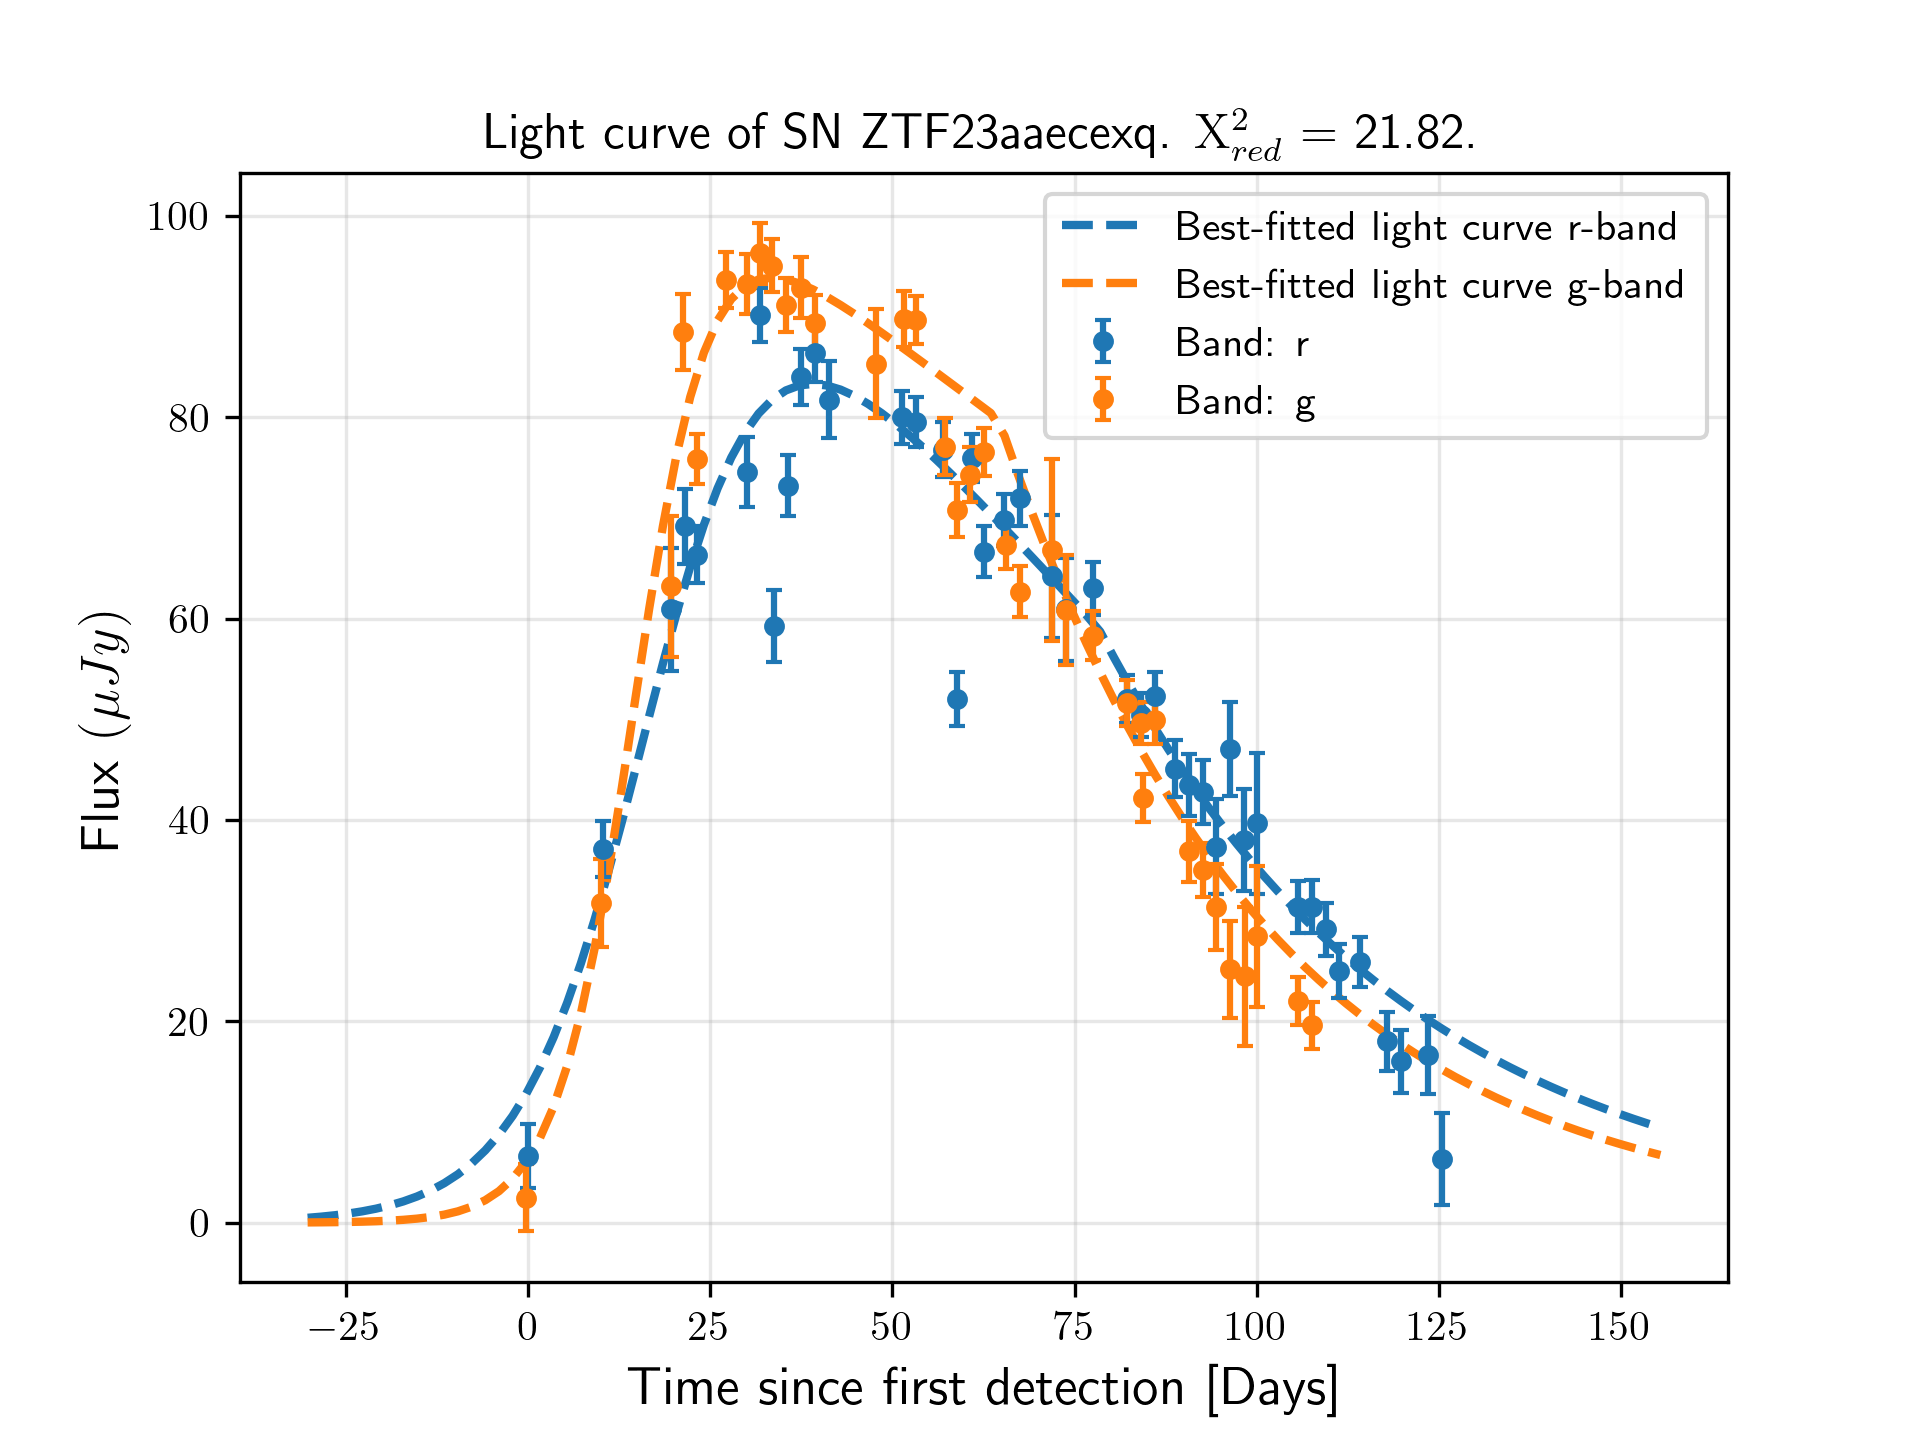 Light curve of SN ZTF23aaecexq. X²_red = 21.82.
Best-fitted light curve r-band
Best-fitted light curve g-band
Band: r
Band: g
100
80
60
40
20
0
Flux (μJy)
−25 0 25 50 75 100 125 150
Time since first detection [Days]